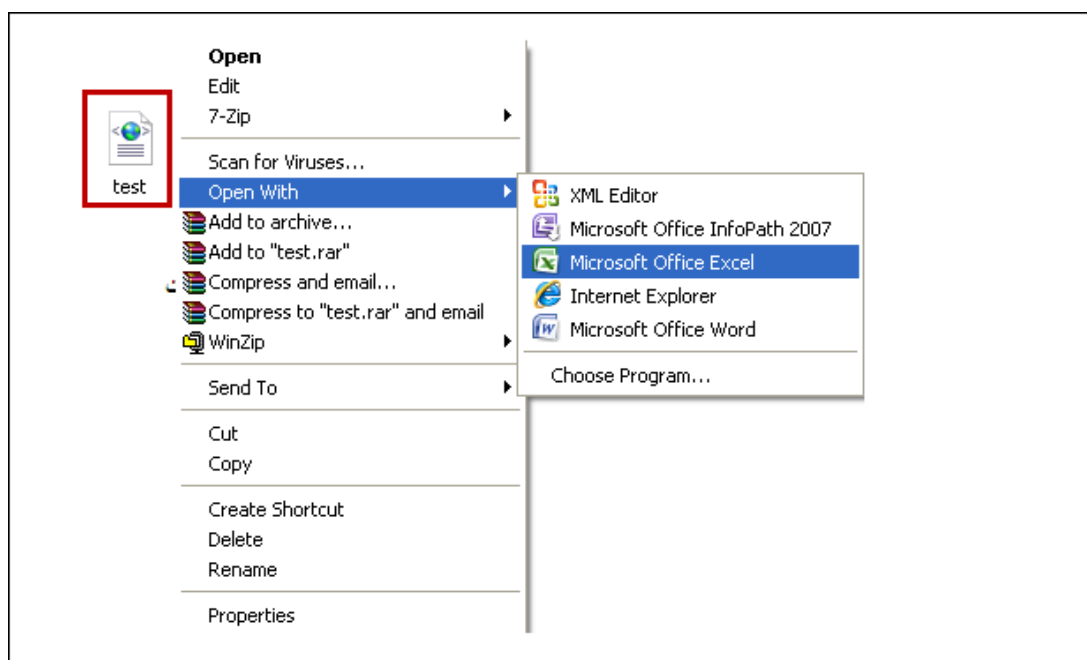 Open
Edit
7-Zip
test
Scan for Viruses...
Open With
Add to archive...
Add to "test.rar"
Compress and email...
Compress to "test.rar" and email
WinZip
Send To
Cut
Copy
Create Shortcut
Delete
Rename
Properties
XML Editor
Microsoft Office InfoPath 2007
Microsoft Office Excel
Internet Explorer
Microsoft Office Word
Choose Program...